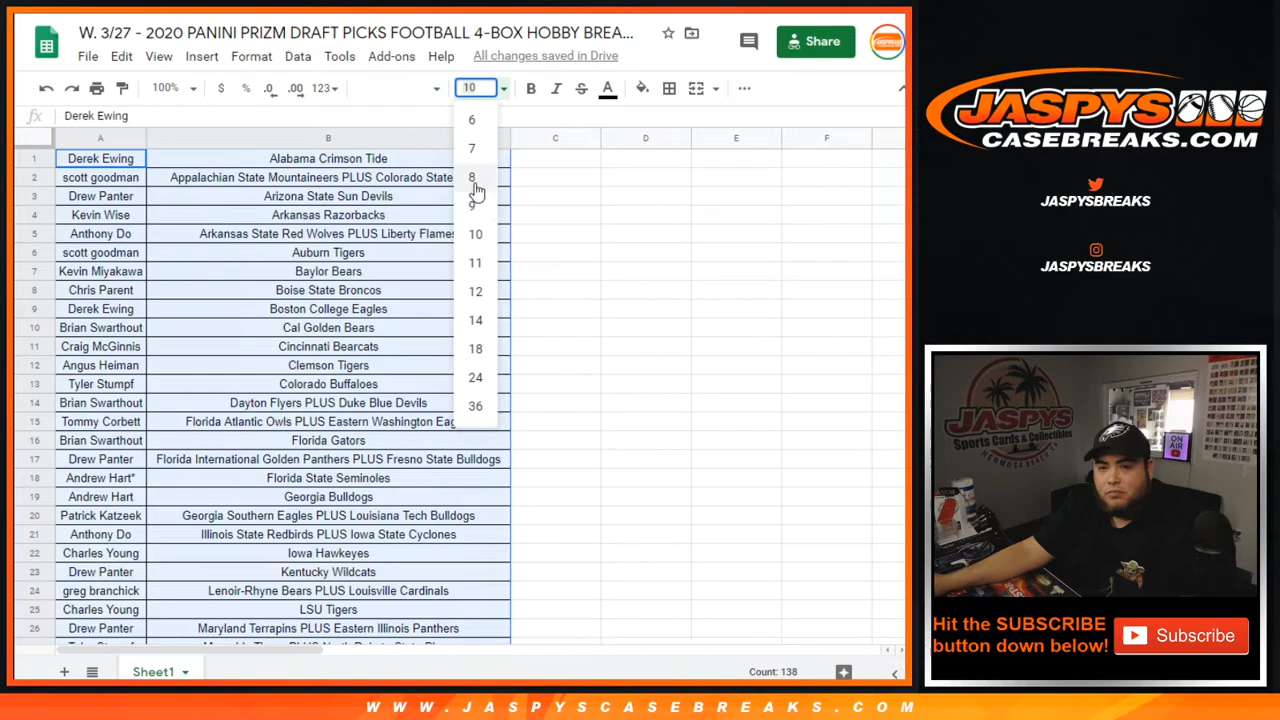 W. 3/27 - 2020 PANINI PRIZM DRAFT PICKS FOOTBALL 4-BOX HOBBY BREA...
Share
File Edit View Insert Format Data Tools Add-ons Help All changes saved in Drive
100% $ % .0 .00 123 10 B I S A
fx Derek Ewing
A B C D E F
1 Derek Ewing Alabama Crimson Tide
2 scott goodman Appalachian State Mountaineers PLUS Colorado State
3 Drew Panter Arizona State Sun Devils
4 Kevin Wise Arkansas Razorbacks
5 Anthony Do Arkansas State Red Wolves PLUS Liberty Flames
6 scott goodman Auburn Tigers
7 Kevin Miyakawa Baylor Bears
8 Chris Parent Boise State Broncos
9 Derek Ewing Boston College Eagles
10 Brian Swarthout Cal Golden Bears
11 Craig McGinnis Cincinnati Bearcats
12 Angus Heiman Clemson Tigers
13 Tyler Stumpf Colorado Buffaloes
14 Brian Swarthout Dayton Flyers PLUS Duke Blue Devils
15 Tommy Corbett Florida Atlantic Owls PLUS Eastern Washington Eag
16 Brian Swarthout Florida Gators
17 Drew Panter Florida International Golden Panthers PLUS Fresno State Bulldogs
18 Andrew Hart* Florida State Seminoles
19 Andrew Hart Georgia Bulldogs
20 Patrick Katzeek Georgia Southern Eagles PLUS Louisiana Tech Bulldogs
21 Anthony Do Illinois State Redbirds PLUS Iowa State Cyclones
22 Charles Young Iowa Hawkeyes
23 Drew Panter Kentucky Wildcats
24 greg branchick Lenoir-Rhyne Bears PLUS Louisville Cardinals
25 Charles Young LSU Tigers
26 Drew Panter Maryland Terrapins PLUS Eastern Illinois Panthers
6
7
8
9
10
11
12
14
18
24
36
Sheet1
Count: 138
JASPYS
CASEBREAKS.COM
JASPYSBREAKS
JASPYSBREAKS
JASPYS
Sports Cards & Collectibles
HERMOSA BEACH
ON AIR
Hit the SUBSCRIBE
button down below!
Subscribe
WWW.JASPYSCASEBREAKS.COM